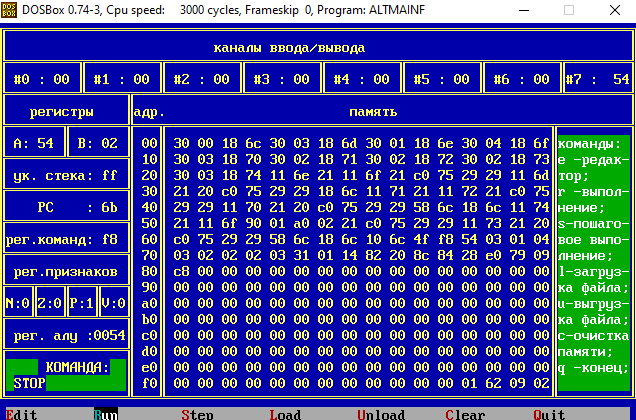 DOSBox 0.74-3, Cpu speed: 3000 cycles, Frameskip 0, Program: ALTMAINF
каналы ввода/вывода
#0 : 00 #1 : 00 #2 : 00 #3 : 00 #4 : 00 #5 : 00 #6 : 00 #7 : 54
регистры адр. память
A: 54 B: 02 00 30 00 18 6c 30 03 18 6d 30 01 18 6e 30 04 18 6f команды:
10 30 03 18 70 30 02 18 71 30 02 18 72 30 02 18 73 e -редак-
ук. стека: ff 20 30 03 18 74 11 6e 21 11 6f 21 c0 75 29 29 11 6d тор;
30 21 20 c0 75 29 29 18 6c 11 71 21 11 72 21 c0 75 r -выпол-
PC : 6b 40 29 29 11 70 21 20 c0 75 29 29 58 6c 18 6c 11 74 нение;
50 21 11 6f 90 01 a0 02 21 c0 75 29 29 11 73 21 20 s-пошаго-
рег.команд: f8 60 c0 75 29 29 58 6c 18 6c 10 6c 4f f8 54 03 01 04 вое выпо-
70 03 02 02 02 03 31 01 14 82 20 8c 84 28 e0 79 09 лнение;
рег.признаков 80 c8 00 00 00 00 00 00 00 00 00 00 00 00 00 00 00 l-загруз-
90 00 00 00 00 00 00 00 00 00 00 00 00 00 00 00 00 ка файла;
N:0 Z:0 P:1 V:0 a0 00 00 00 00 00 00 00 00 00 00 00 00 00 00 00 00 u-выгруз-
b0 00 00 00 00 00 00 00 00 00 00 00 00 00 00 00 00 ка файла;
рег. алу :0054 c0 00 00 00 00 00 00 00 00 00 00 00 00 00 00 00 00 c-очистка
d0 00 00 00 00 00 00 00 00 00 00 00 00 00 00 00 00 памяти;
КОМАНДА: e0 00 00 00 00 00 00 00 00 00 00 00 00 00 00 00 00 q -конец;
STOP f0 00 00 00 00 00 00 00 00 00 00 00 00 01 62 09 02
Edit Run Step Load Unload Clear Quit